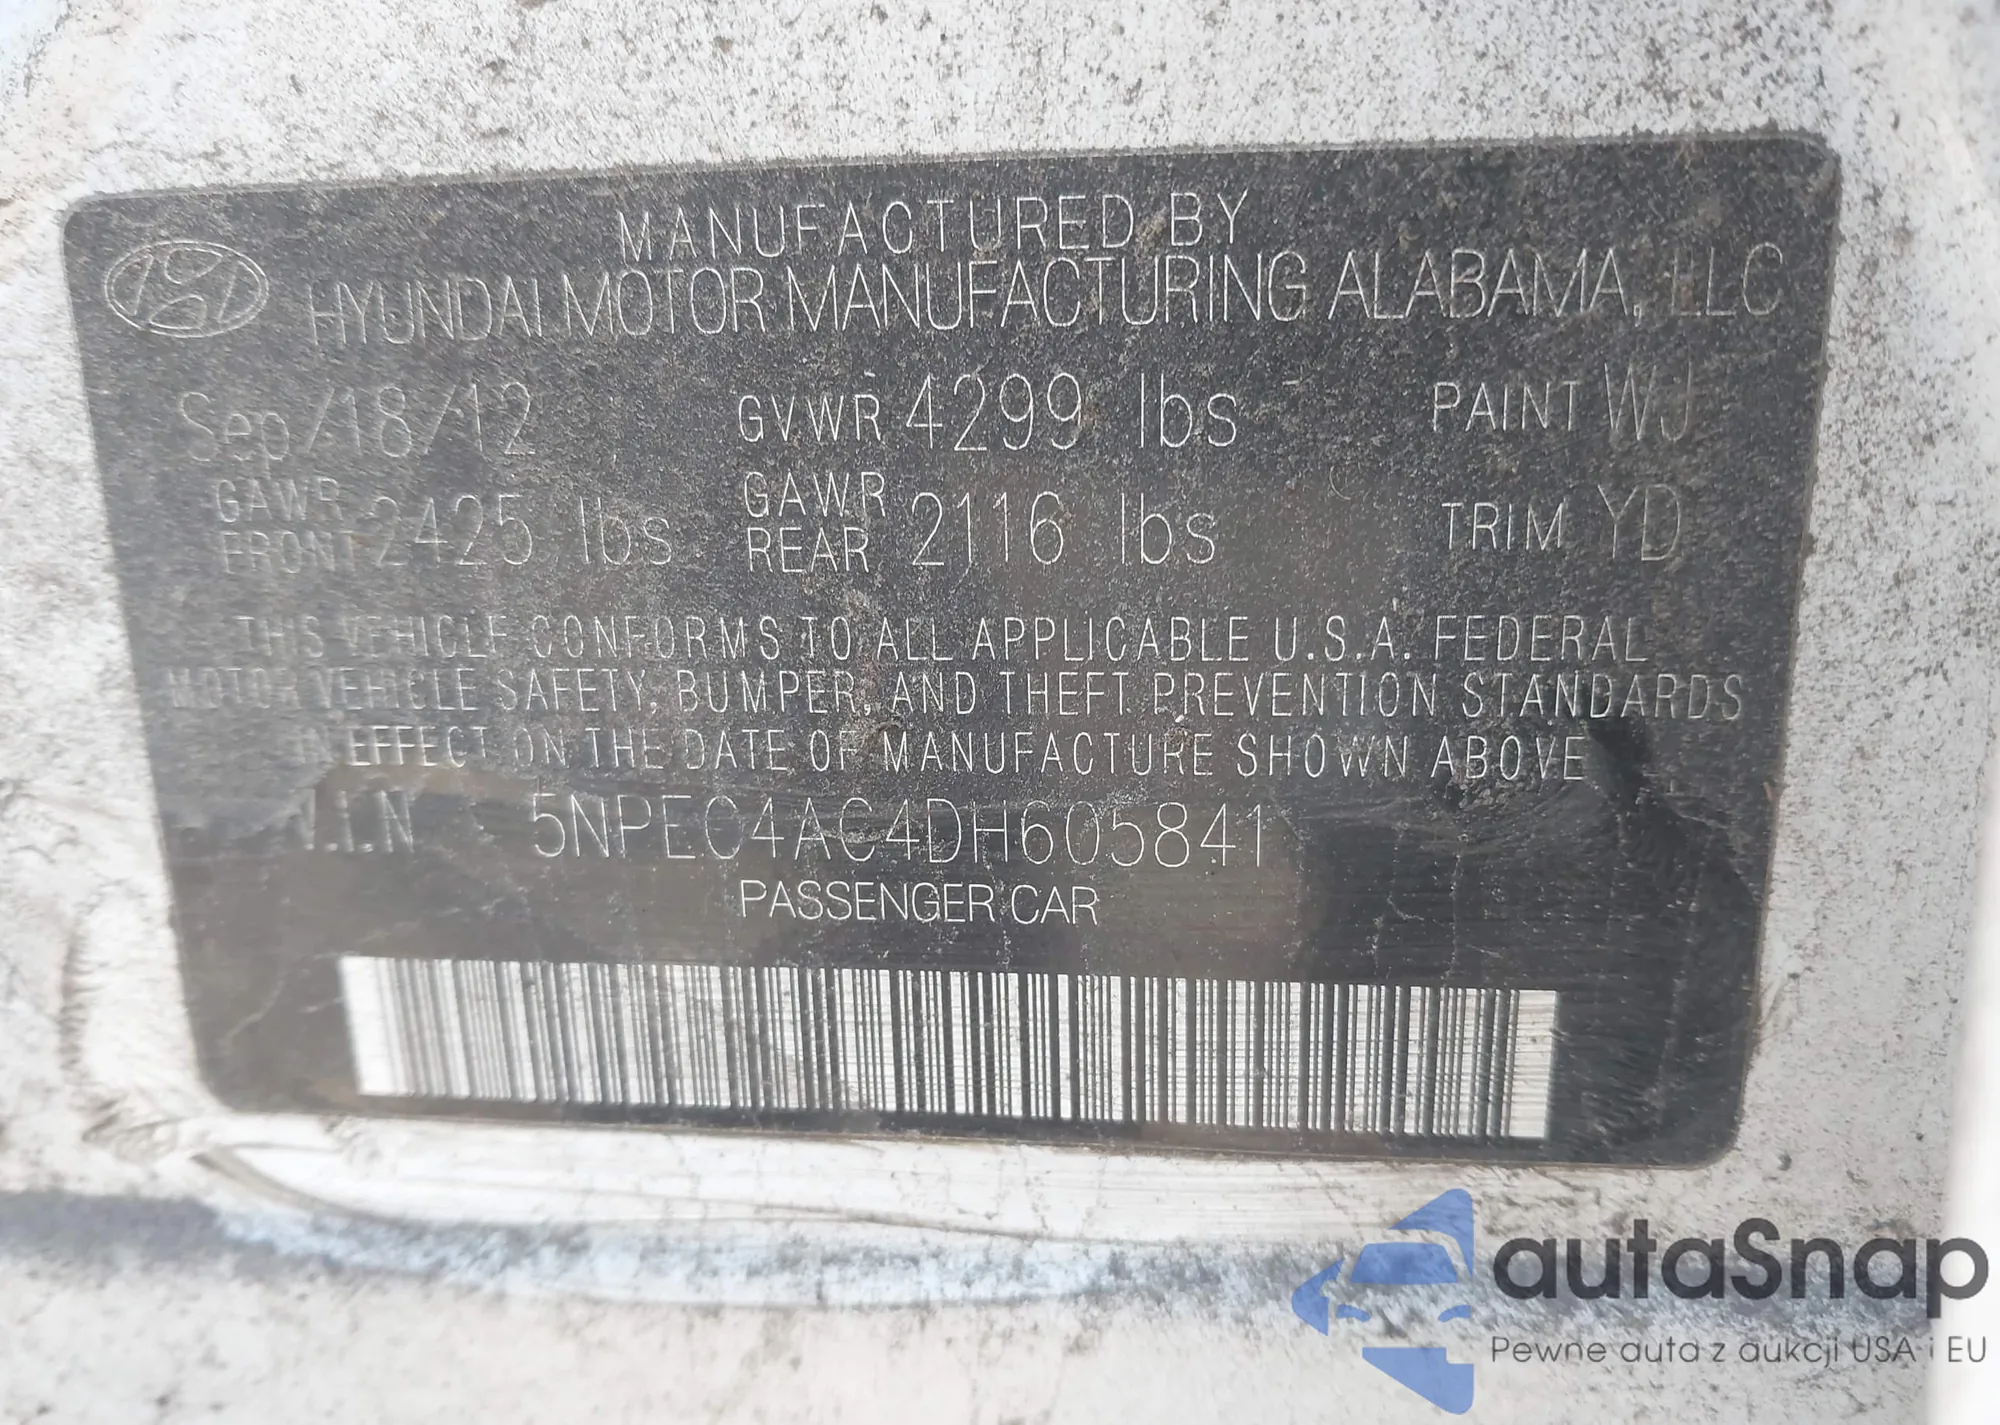 MANUFACTURED BY
HYUNDAI MOTOR MANUFACTURING ALABAMA, LLC
Sep/18/12 GVWR 4299 lbs PAINT WJ
GAWR FRONT 2425 lbs GAWR REAR 2116 lbs TRIM YD
THIS VEHICLE CONFORMS TO ALL APPLICABLE U.S.A. FEDERAL
MOTOR VEHICLE SAFETY, BUMPER, AND THEFT PREVENTION STANDARDS
IN EFFECT ON THE DATE OF MANUFACTURE SHOWN ABOVE
V.I.N 5NPEC4AC4DH605841
PASSENGER CAR
autaSnap
Pewne auta z aukcji USA i EU